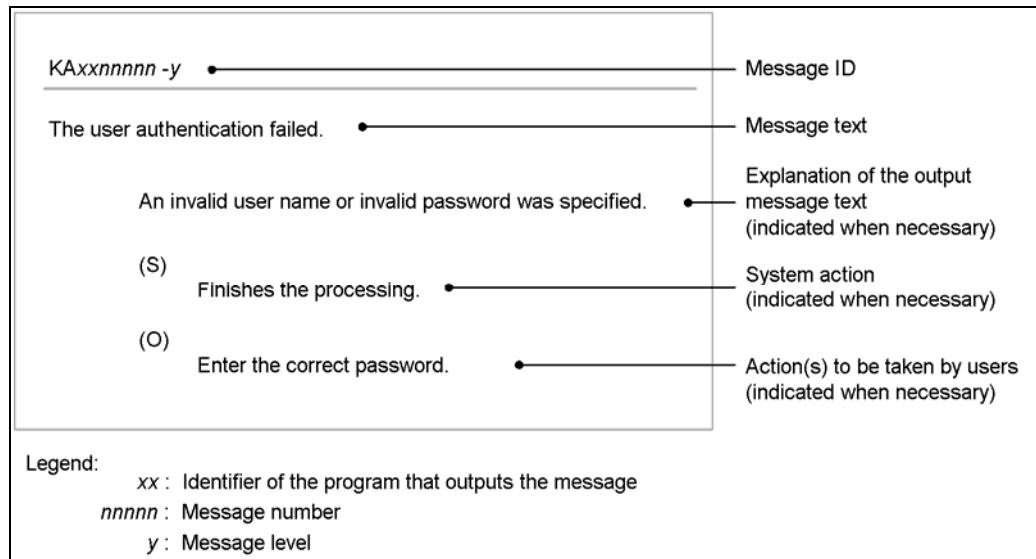 KAxxnnnnn -y
Message ID
The user authentication failed.
Message text
An invalid user name or invalid password was specified.
Explanation of the output
message text
(indicated when necessary)
(S)
Finishes the processing.
System action
(indicated when necessary)
(O)
Enter the correct password.
Action(s) to be taken by users
(indicated when necessary)
Legend:
xx : Identifier of the program that outputs the message
nnnnn : Message number
y : Message level